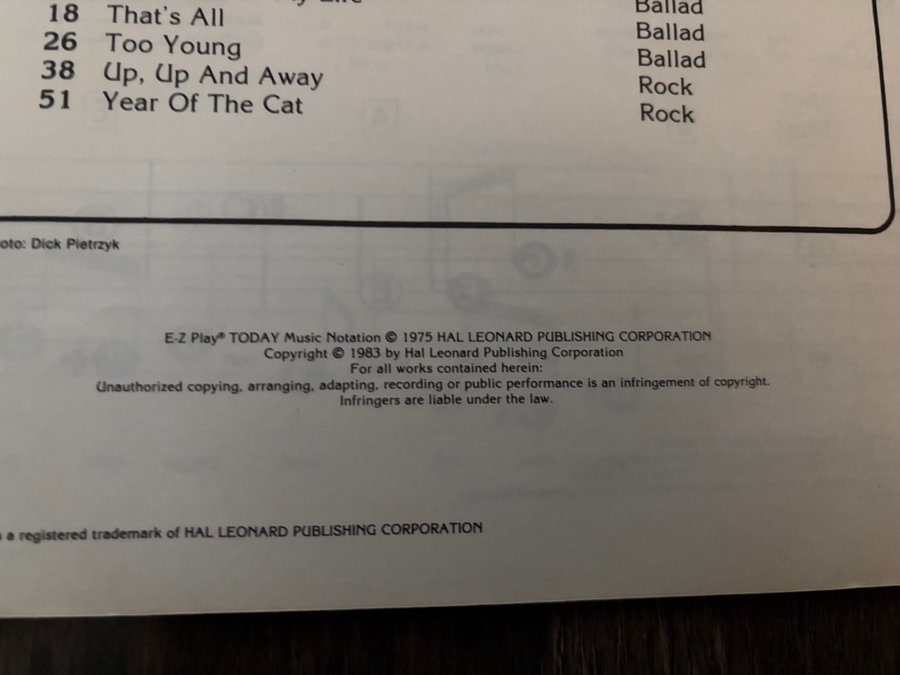 Ballad
18 That's All Ballad
26 Too Young Ballad
38 Up, Up And Away Rock
51 Year Of The Cat Rock
oto: Dick Pietrzyk
E-Z Play® TODAY Music Notation © 1975 HAL LEONARD PUBLISHING CORPORATION
Copyright © 1983 by Hal Leonard Publishing Corporation
For all works contained herein:
Unauthorized copying, arranging, adapting, recording or public performance is an infringement of copyright.
Infringers are liable under the law.
a registered trademark of HAL LEONARD PUBLISHING CORPORATION